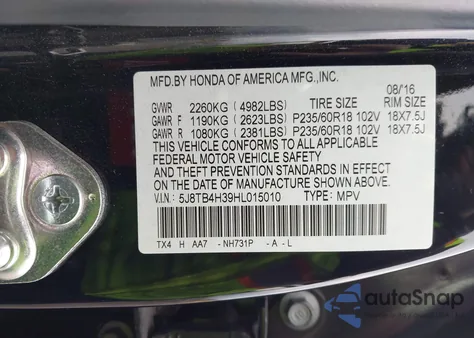 MFD.BY HONDA OF AMERICA MFG.,INC.
08/16
GVWR 2260KG (4982LBS) TIRE SIZE RIM SIZE
GAWR F 1190KG (2623LBS) P235/60R18 102V 18X7.5J
GAWR R 1080KG (2381LBS) P235/60R18 102V 18X7.5J
THIS VEHICLE CONFORMS TO ALL APPLICABLE
FEDERAL MOTOR VEHICLE SAFETY
AND THEFT PREVENTION STANDARDS IN EFFECT ON
THE DATE OF MANUFACTURE SHOWN ABOVE.
V.I.N: 5J8TB4H39HL015010 TYPE: MPV
TX4 H AA7 -NH731P -A-L
autoSnap